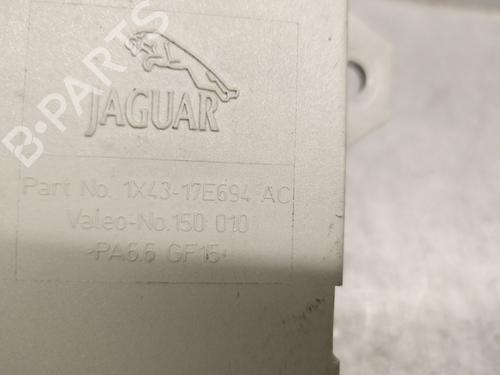 B-PARTS
JAGUAR
Part No. 1X43-17E694 AC
Valeo-No.150 010
>PA6.6 GF15<